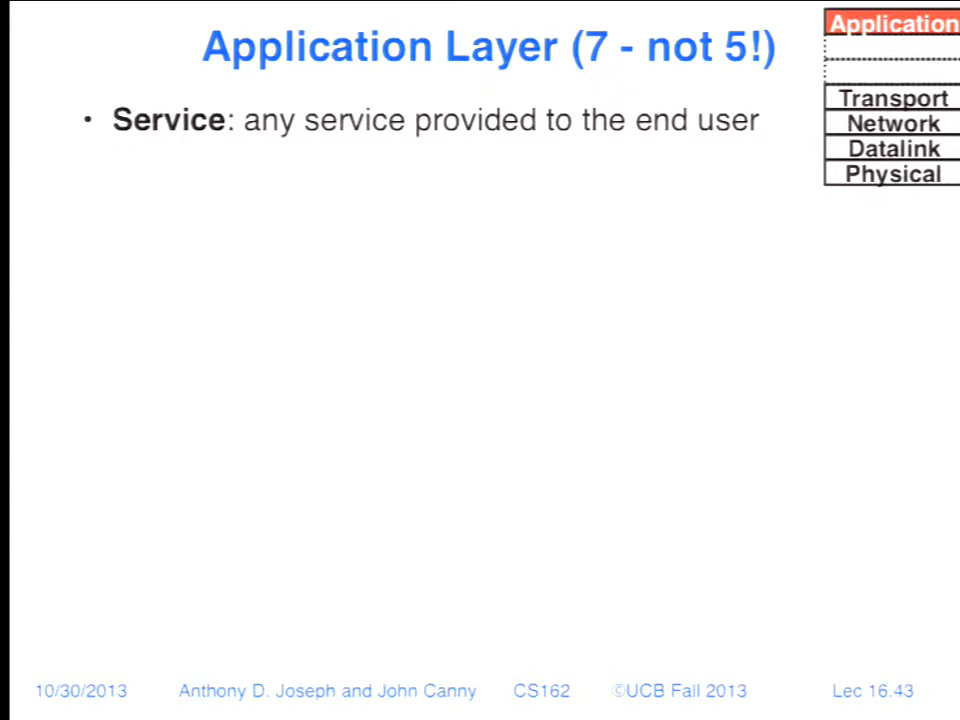 Application Layer (7 - not 5!)
Application
Transport
Network
Datalink
Physical
• Service: any service provided to the end user
10/30/2013 Anthony D. Joseph and John Canny CS162 ©UCB Fall 2013 Lec 16.43